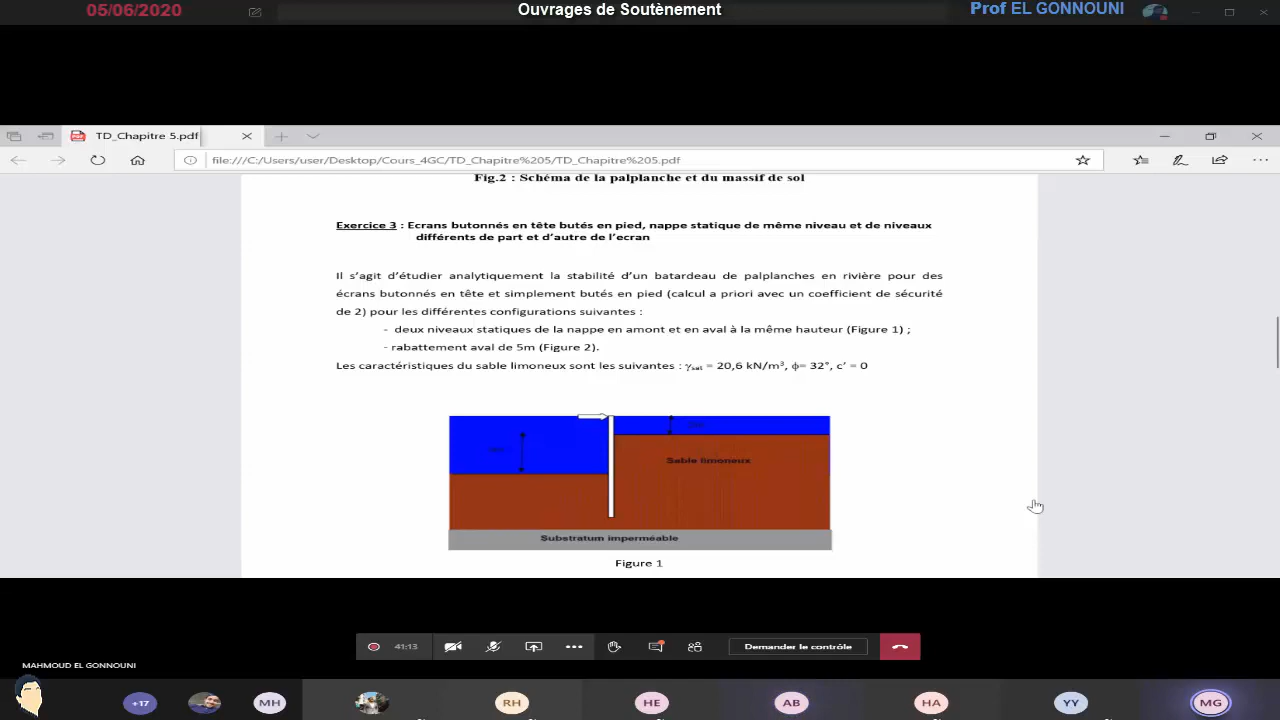 05/06/2020
Ouvrages de Soutènement
Prof EL GONNOUNI
TD_Chapitre 5.pdf
file:///C:/Users/user/Desktop/Cours_4GC/TD_Chapitre%205/TD_Chapitre%205.pdf
Fig.2 : Schéma de la palplanche et du massif de sol
Exercice 3 : Ecrans butonnés en tête butés en pied, nappe statique de même niveau et de niveaux
différents de part et d’autre de l’ecran
Il s’agit d’étudier analytiquement la stabilité d’un batardeau de palplanches en rivière pour des
écrans butonnés en tête et simplement butés en pied (calcul a priori avec un coefficient de sécurité
de 2) pour les différentes configurations suivantes :
- deux niveaux statiques de la nappe en amont et en aval à la même hauteur (Figure 1) ;
- rabattement aval de 5m (Figure 2).
Les caractéristiques du sable limoneux sont les suivantes : γsat = 20,6 kN/m³, ϕ= 32°, c’ = 0
Sable limoneux
Substratum imperméable
Figure 1
41:13
Demander le contrôle
MAHMOUD EL GONNOUNI
+17
MH
RH
HE
AB
HA
YY
MG